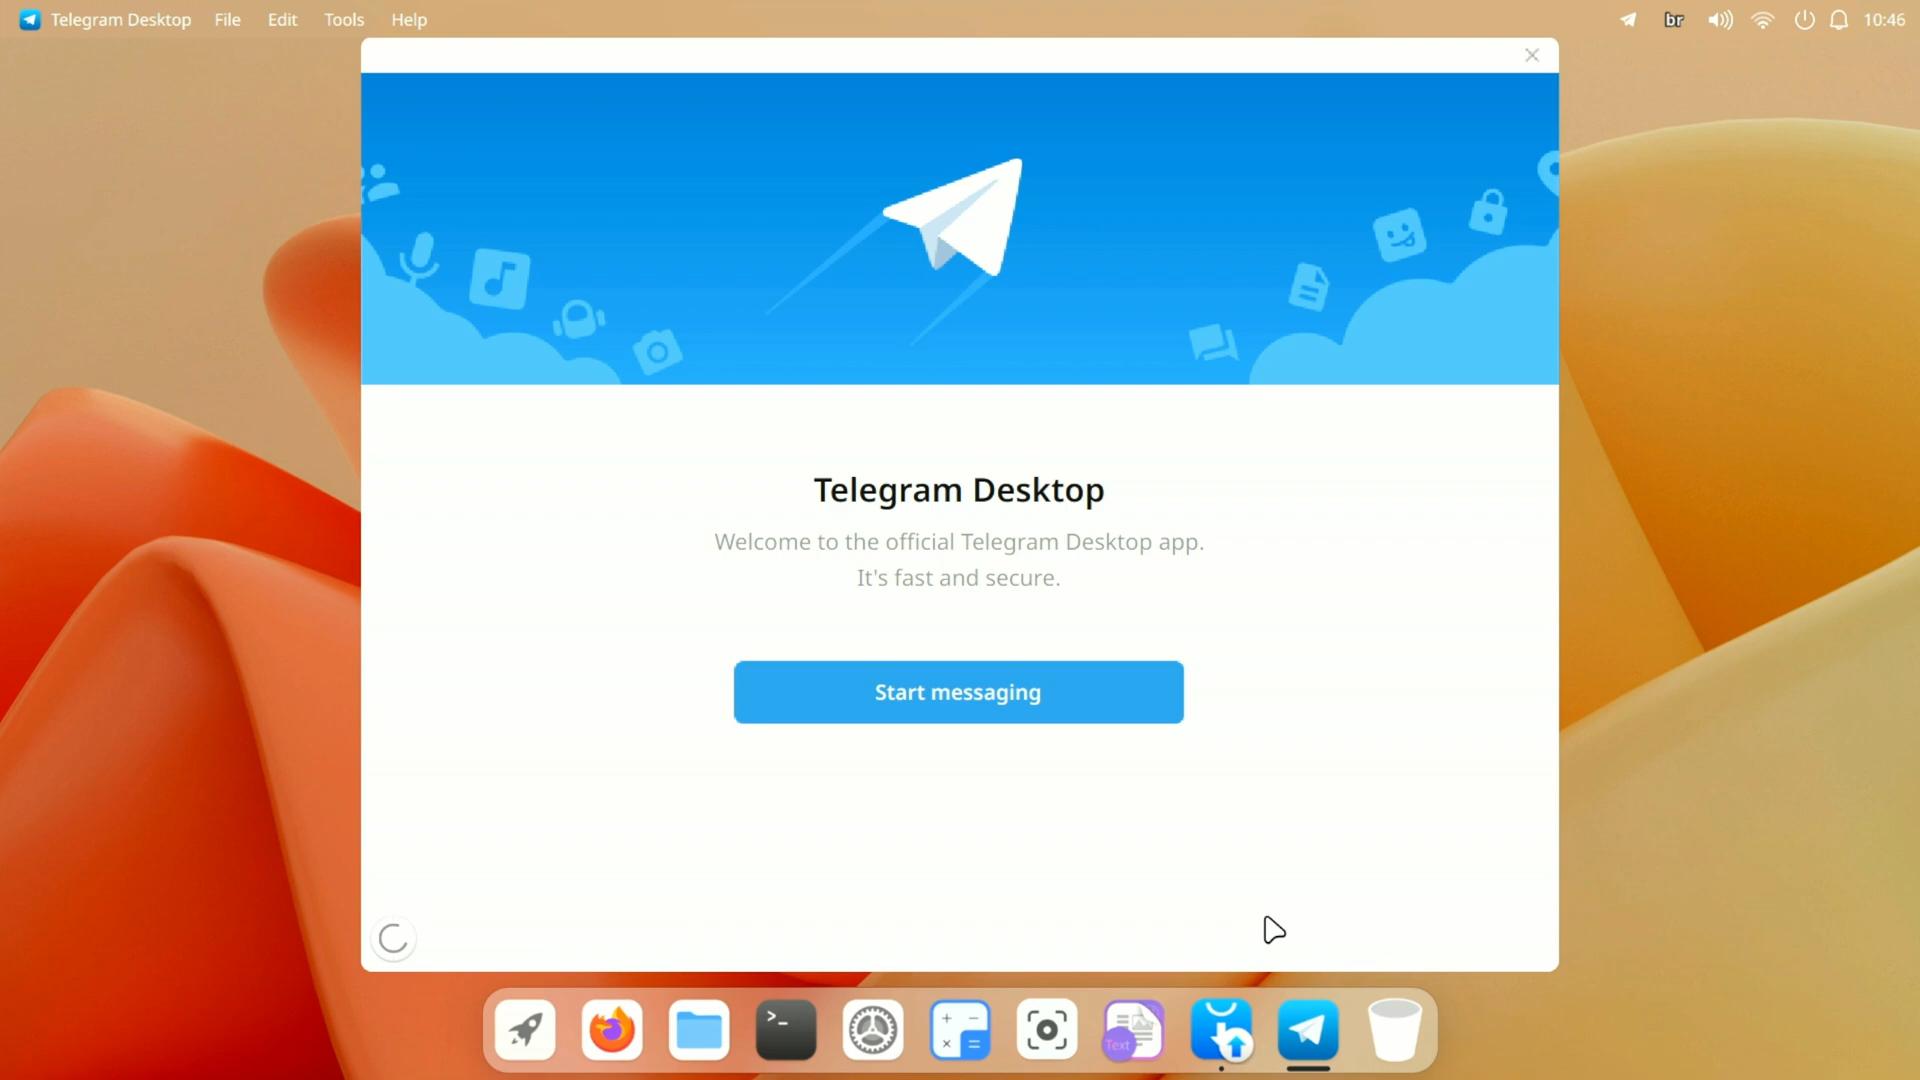 Telegram Desktop File Edit Tools Help br 10:46
Telegram Desktop
Welcome to the official Telegram Desktop app.
It's fast and secure.
Start messaging
>_
Text